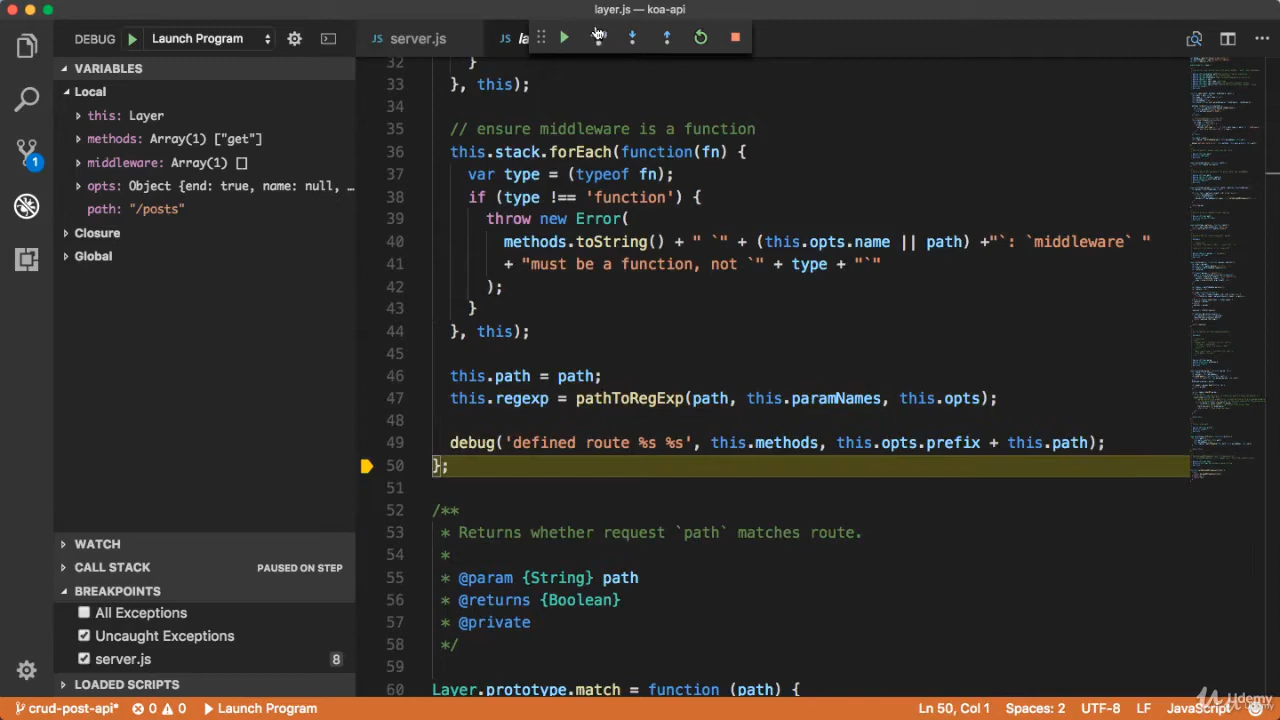 layer.js — koa-api
DEBUG Launch Program
server.js
VARIABLES
Local
this: Layer
methods: Array(1) ["get"]
middleware: Array(1) []
opts: Object {end: true, name: null, …
path: "/posts"
Closure
Global
WATCH
CALL STACK PAUSED ON STEP
BREAKPOINTS
All Exceptions
Uncaught Exceptions
server.js 8
LOADED SCRIPTS
1
32 }
33 }, this);
34
35 // ensure middleware is a function
36 this.stack.forEach(function(fn) {
37 var type = (typeof fn);
38 if (type !== 'function') {
39 throw new Error(
40 methods.toString() + " `" + (this.opts.name || path) +"`: `middleware` "
41 + "must be a function, not `" + type + "`"
42 );
43 }
44 }, this);
45
46 this.path = path;
47 this.regexp = pathToRegExp(path, this.paramNames, this.opts);
48
49 debug('defined route %s %s', this.methods, this.opts.prefix + this.path);
50 };
51
52 /**
53 * Returns whether request `path` matches route.
54 *
55 * @param {String} path
56 * @returns {Boolean}
57 * @private
58 */
59
60 Layer.prototype.match = function (path) {
crud-post-api* 0 0 Launch Program Ln 50, Col 1 Spaces: 2 UTF-8 LF JavaScript
Udemy